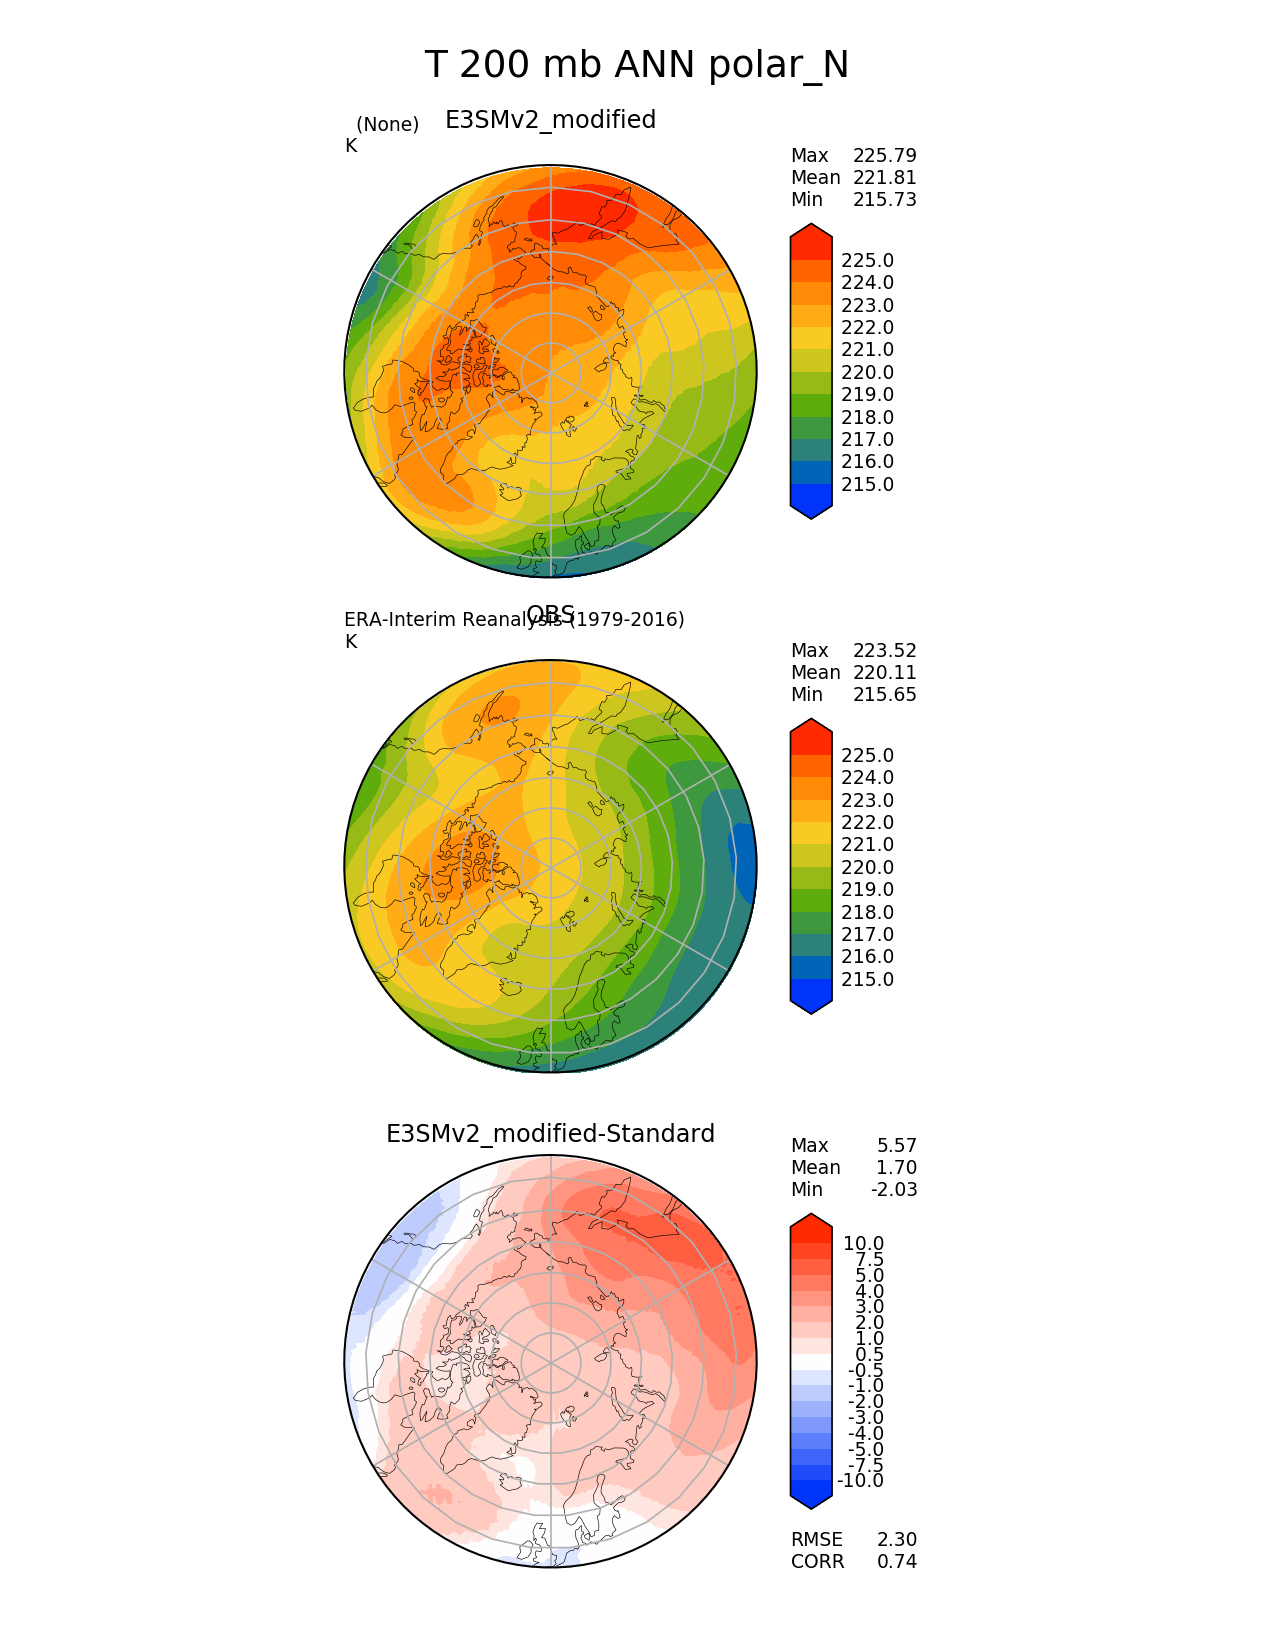 T 200 mb ANN polar_N
(None) E3SMv2_modified
K
Max 225.79
Mean 221.81
Min 215.73
225.0
224.0
223.0
222.0
221.0
220.0
219.0
218.0
217.0
216.0
215.0
OBS
ERA-Interim Reanalysis (1979-2016)
K
Max 223.52
Mean 220.11
Min 215.65
225.0
224.0
223.0
222.0
221.0
220.0
219.0
218.0
217.0
216.0
215.0
E3SMv2_modified-Standard
Max 5.57
Mean 1.70
Min -2.03
10.0
7.5
5.0
4.0
3.0
2.0
1.0
0.5
-0.5
-1.0
-2.0
-3.0
-4.0
-5.0
-7.5
-10.0
RMSE 2.30
CORR 0.74